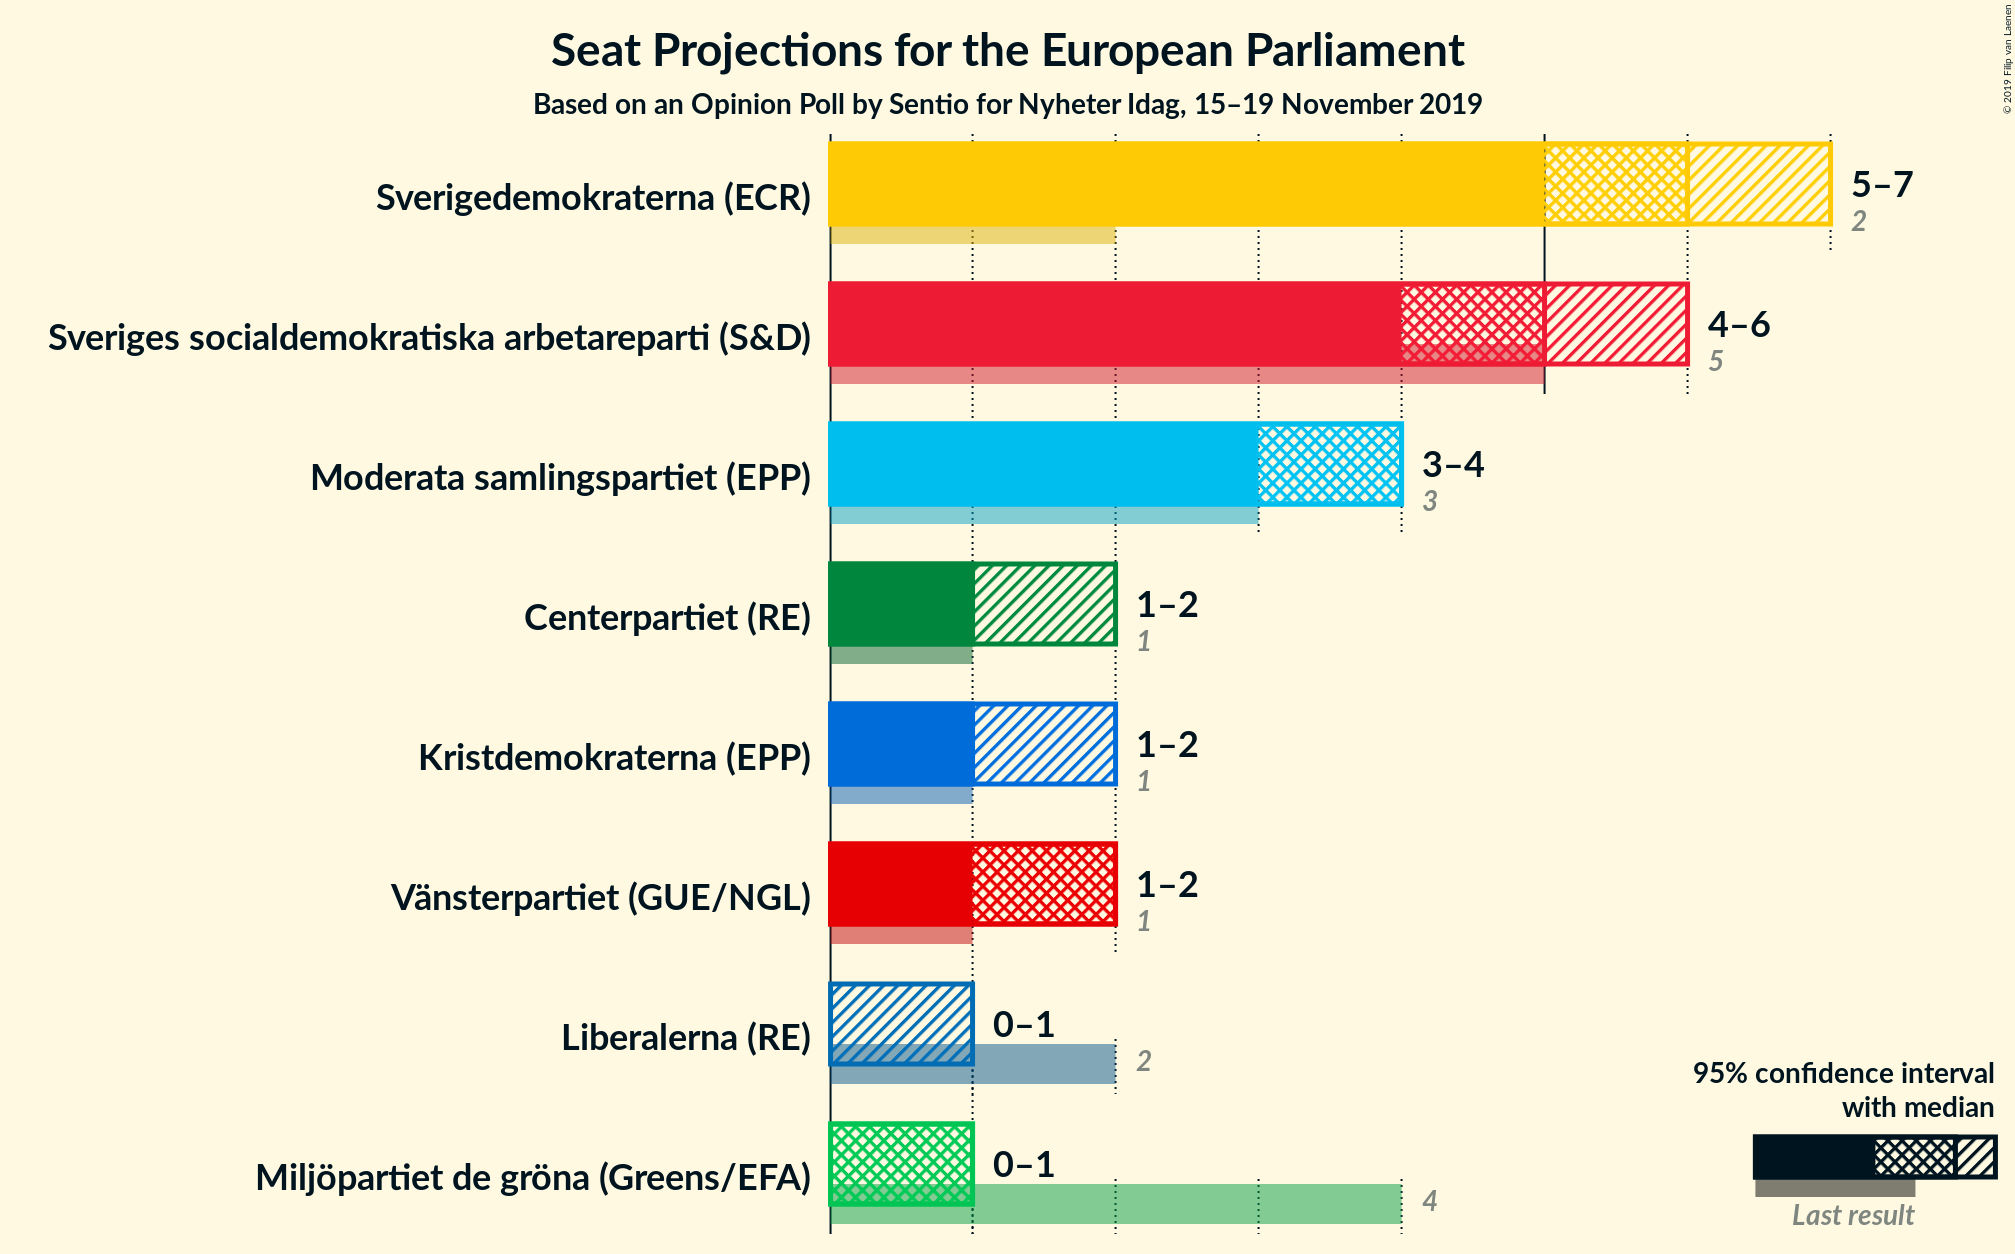 Seat Projections for the European Parliament
Based on an Opinion Poll by Sentio for Nyheter Idag, 15–19 November 2019
© 2019 Filip van Laenen
Sverigedemokraterna (ECR)
5–7
2
Sveriges socialdemokratiska arbetareparti (S&D)
4–6
5
Moderata samlingspartiet (EPP)
3–4
3
Centerpartiet (RE)
1–2
1
Kristdemokraterna (EPP)
1–2
1
Vänsterpartiet (GUE/NGL)
1–2
1
Liberalerna (RE)
0–1
2
Miljöpartiet de gröna (Greens/EFA)
0–1
4
95% confidence interval
with median
Last result